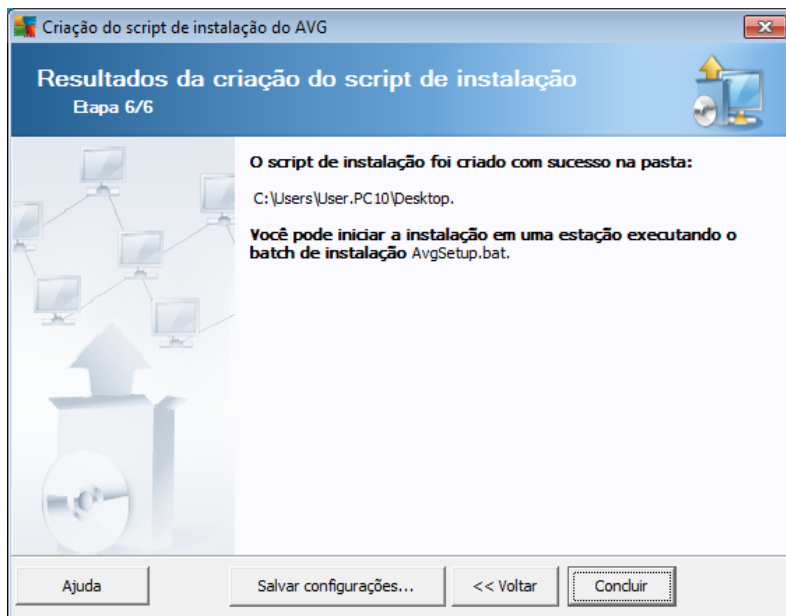 Criação do script de instalação do AVG
Resultados da criação do script de instalação
Etapa 6/6
O script de instalação foi criado com sucesso na pasta:
C:\Users\User.PC10\Desktop.
Você pode iniciar a instalação em uma estação executando o
batch de instalação AvgSetup.bat.
Ajuda
Salvar configurações...
<< Voltar
Concluir